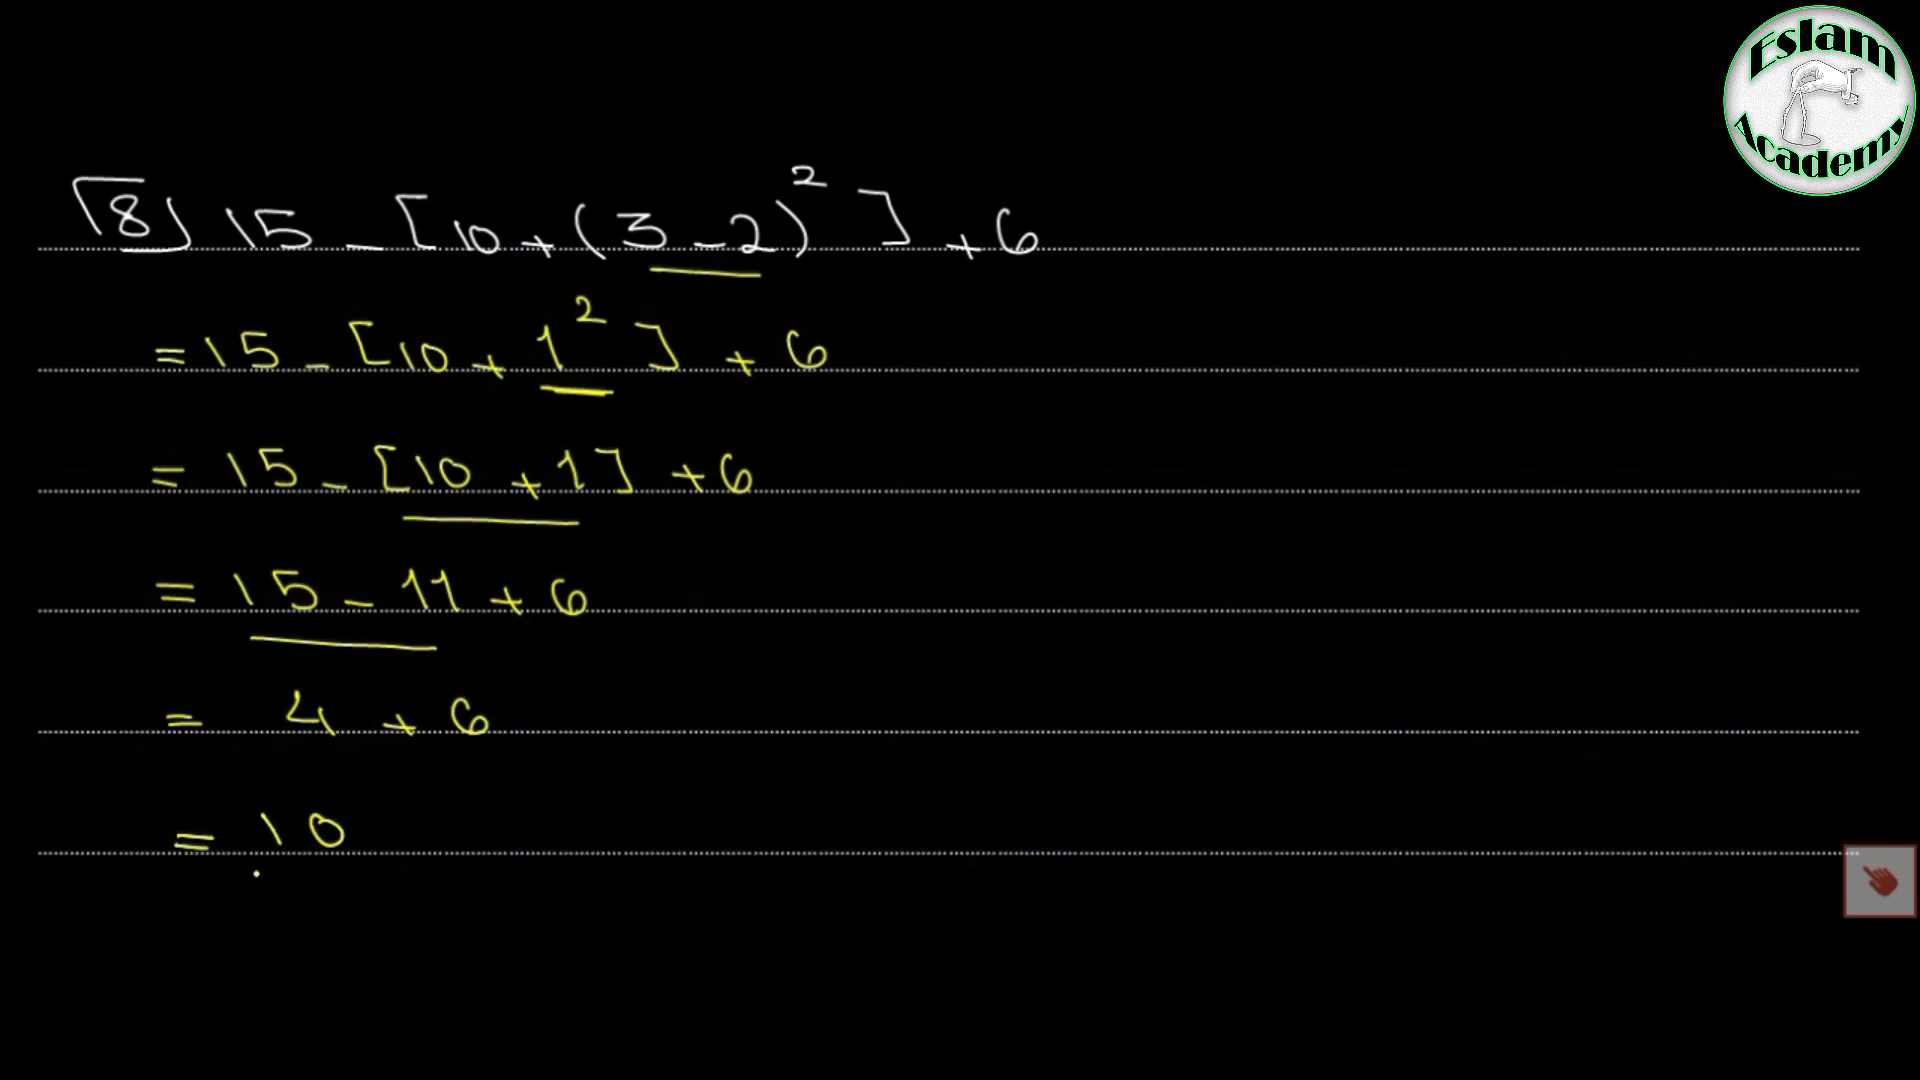 Eslam
Academy
[8] 15 - [10 + (3 - 2)² ] + 6
= 15 - [10 + 1² ] + 6
= 15 - [10 + 1] + 6
= 15 - 11 + 6
= 4 + 6
= 10